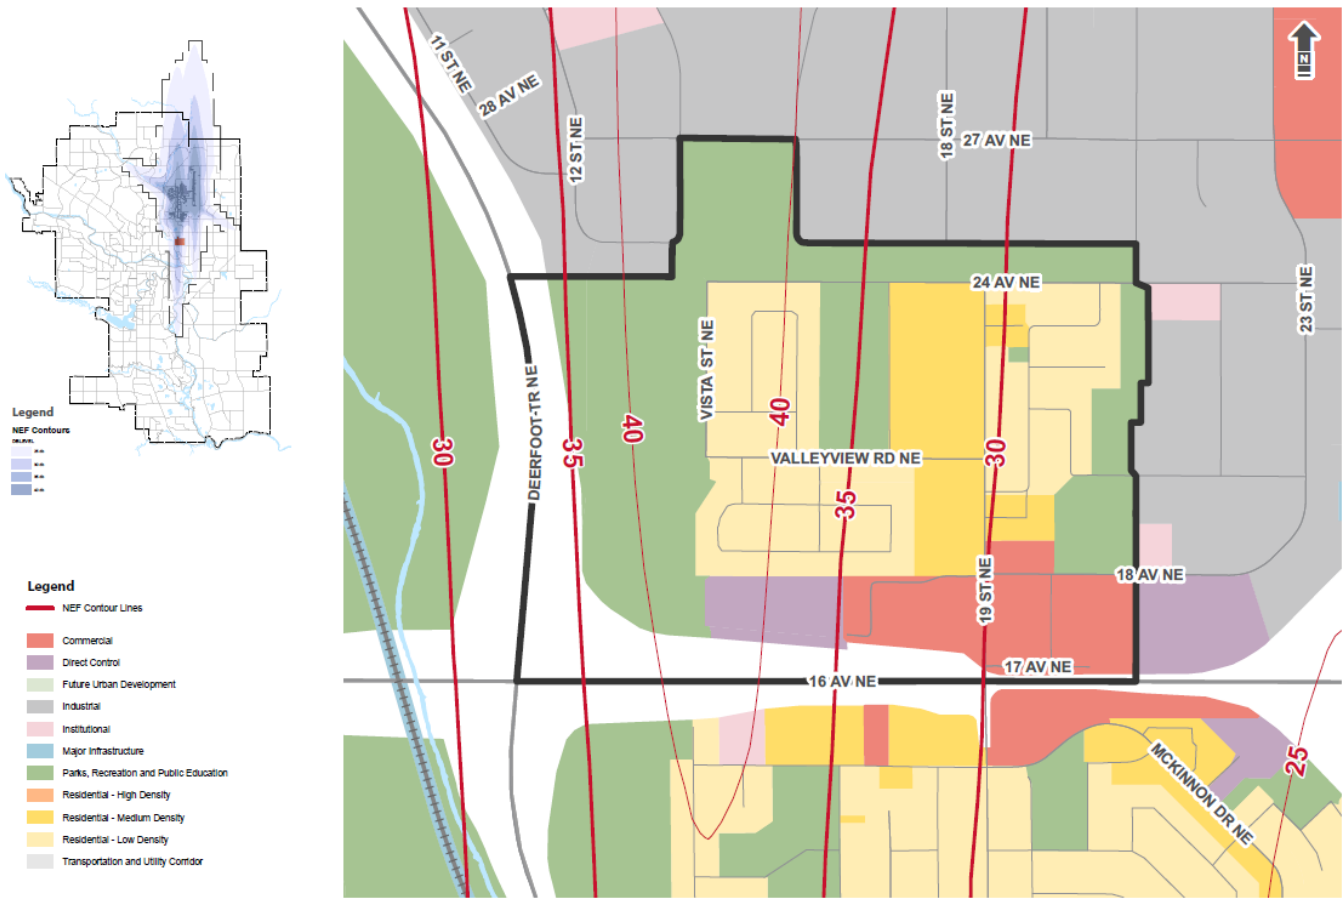 Legend
NEF Contours
Legend
NEF Contour Lines
Commercial
Direct Control
Future Urban Development
Industrial
Institutional
Major Infrastructure
Parks, Recreation and Public Education
Residential - High Density
Residential - Medium Density
Residential - Low Density
Transportation and Utility Corridor
N
11 ST NE
28 AV NE
12 ST NE
18 ST NE
27 AV NE
24 AV NE
23 ST NE
VISTA ST NE
DEERFOOT-TR NE
30
35
40
40
VALLEYVIEW RD NE
30
35
19 ST NE
18 AV NE
17 AV NE
16 AV NE
MCKINNON DR NE
25